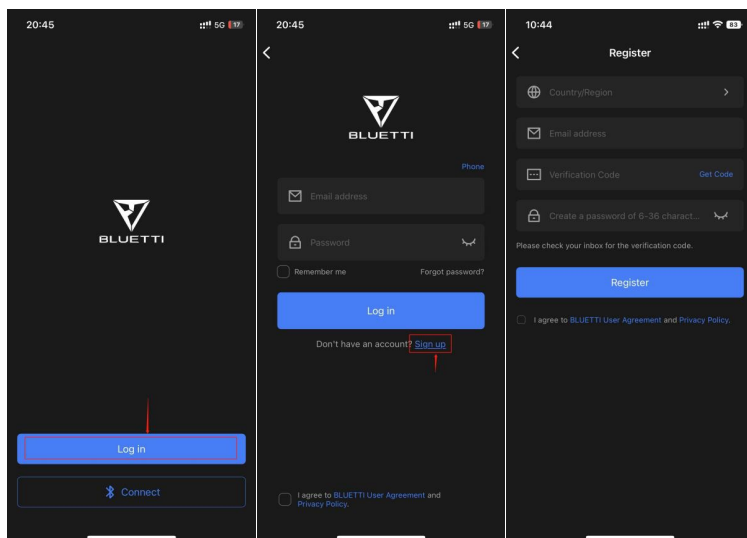 20:45
5G 17
BLUETTI
Log in
Connect
20:45
5G 17
BLUETTI
Phone
Email address
Password
Remember me
Forgot password?
Log in
Don't have an account? Sign up
I agree to BLUETTI User Agreement and
Privacy Policy.
10:44
83
Register
Country/Region
Email address
Verification Code
Get Code
Create a password of 6-36 charact...
Please check your inbox for the verification code.
Register
I agree to BLUETTI User Agreement and Privacy Policy.